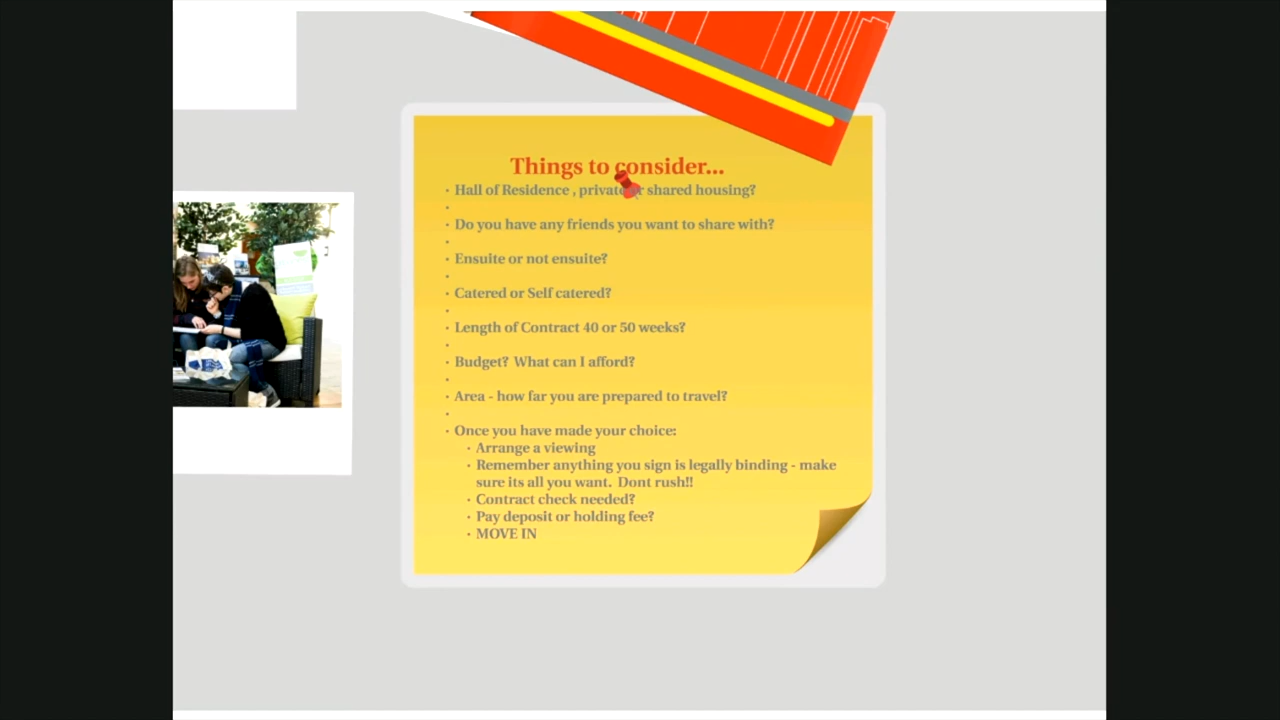 Things to consider...
· Hall of Residence , private or shared housing?
·
· Do you have any friends you want to share with?
·
· Ensuite or not ensuite?
·
· Catered or Self catered?
·
· Length of Contract 40 or 50 weeks?
·
· Budget? What can I afford?
·
· Area - how far you are prepared to travel?
·
· Once you have made your choice:
· Arrange a viewing
· Remember anything you sign is legally binding - make
sure its all you want. Dont rush!!
· Contract check needed?
· Pay deposit or holding fee?
· MOVE IN